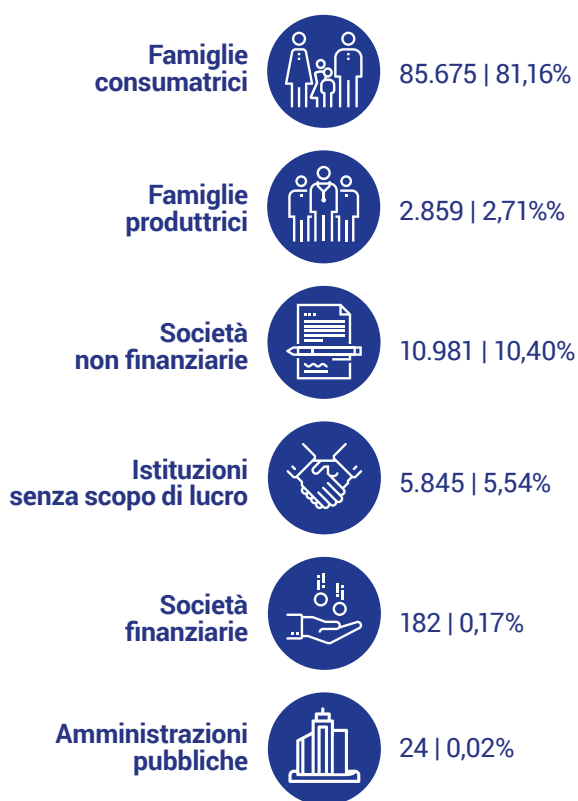 Famiglie
consumatrici
85.675 | 81,16%
Famiglie
produttrici
2.859 | 2,71%%
Società
non finanziarie
10.981 | 10,40%
Istituzioni
senza scopo di lucro
5.845 | 5,54%
Società
finanziarie
182 | 0,17%
Amministrazioni
pubbliche
24 | 0,02%